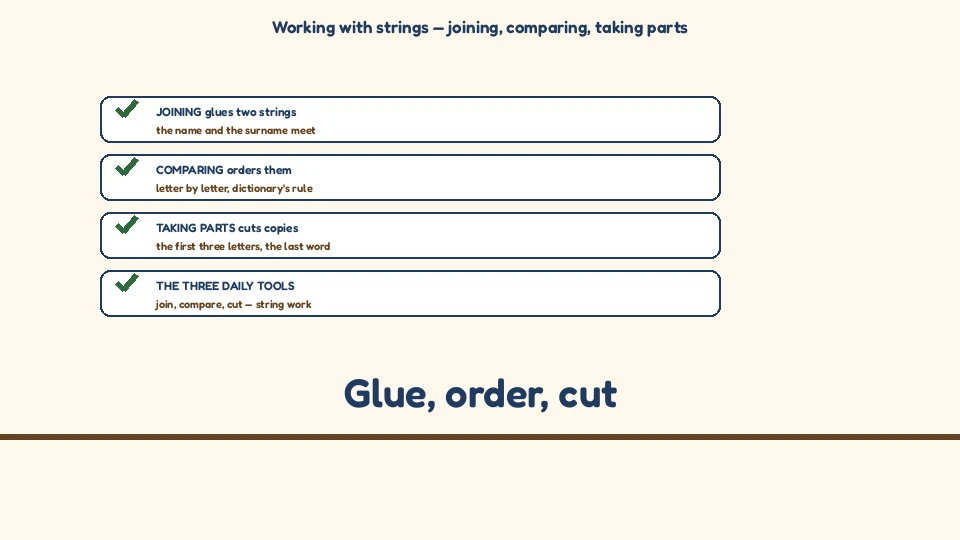 Working with strings — joining, comparing, taking parts
JOINING glues two strings
the name and the surname meet
COMPARING orders them
letter by letter, dictionary's rule
TAKING PARTS cuts copies
the first three letters, the last word
THE THREE DAILY TOOLS
join, compare, cut — string work
Glue, order, cut